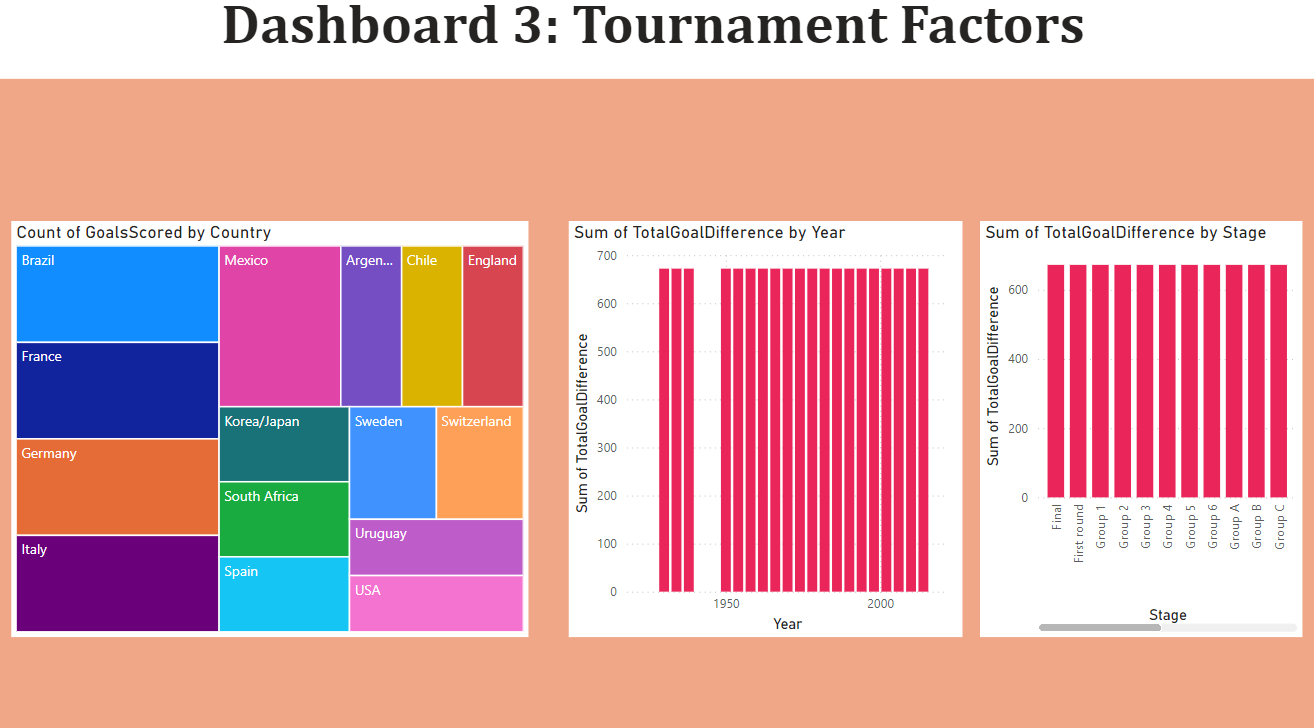 Dashboard 3: Tournament Factors
Count of GoalsScored by Country
Brazil
France
Germany
Italy
Mexico
Argen...
Chile
England
Korea/Japan
South Africa
Spain
Sweden
Switzerland
Uruguay
USA
Sum of TotalGoalDifference by Year
Sum of TotalGoalDifference
700
600
500
400
300
200
100
0
1950
2000
Year
Sum of TotalGoalDifference by Stage
Sum of TotalGoalDifference
600
400
200
0
Final
First round
Group 1
Group 2
Group 3
Group 4
Group 5
Group 6
Group A
Group B
Group C
Stage